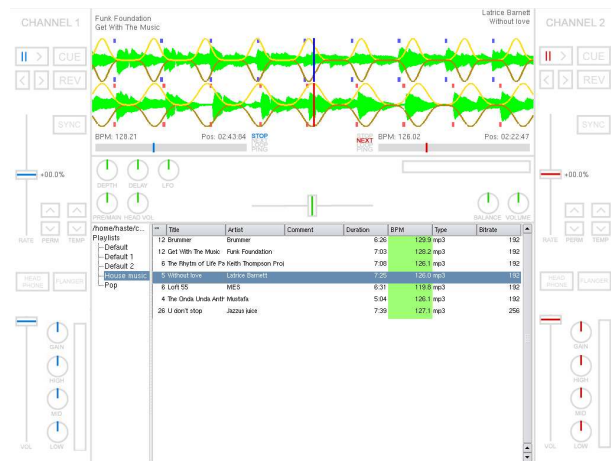 CHANNEL 1
Funk Foundation
Get With The Music
Latrice Barnett
Without love
CHANNEL 2
CUE
REV
SYNC
CUE
REV
SYNC
BPM: 128.21
Pos: 02:43:84
STOP
NEXT
BPM: 126.02
Pos: 02:22:47
+00.0%
+00.0%
DEPTH DELAY LFO
PRE/MAIN HEAD VOL
BALANCE VOLUME
RATE PERM TEMP
RATE PERM TEMP
HEAD PHONE
FLANGER
HEAD PHONE
FLANGER
/home/haste/c...
Playlists
Default
Default 1
Default 2
House music
Pop
Title Artist Comment Duration BPM Type Bitrate
12 Brummer Brummer 6:26 129.9 mp3 192
12 Get With The Music Funk Foundation 7:03 128.2 mp3 192
6 The Rhytm of Life Pa Keith Thompson Proj 7:08 126.1 mp3 192
5 Without love Latrice Barnett 7:25 126.0 mp3 192
6 Loft 55 MES 6:31 119.8 mp3 192
4 The Onda Unda Anth Mustafa 5:04 126.1 mp3 192
26 U don't stop Jazzus juice 7:39 127.1 mp3 256
GAIN
HIGH
MID
VOL LOW
GAIN
HIGH
MID
VOL LOW